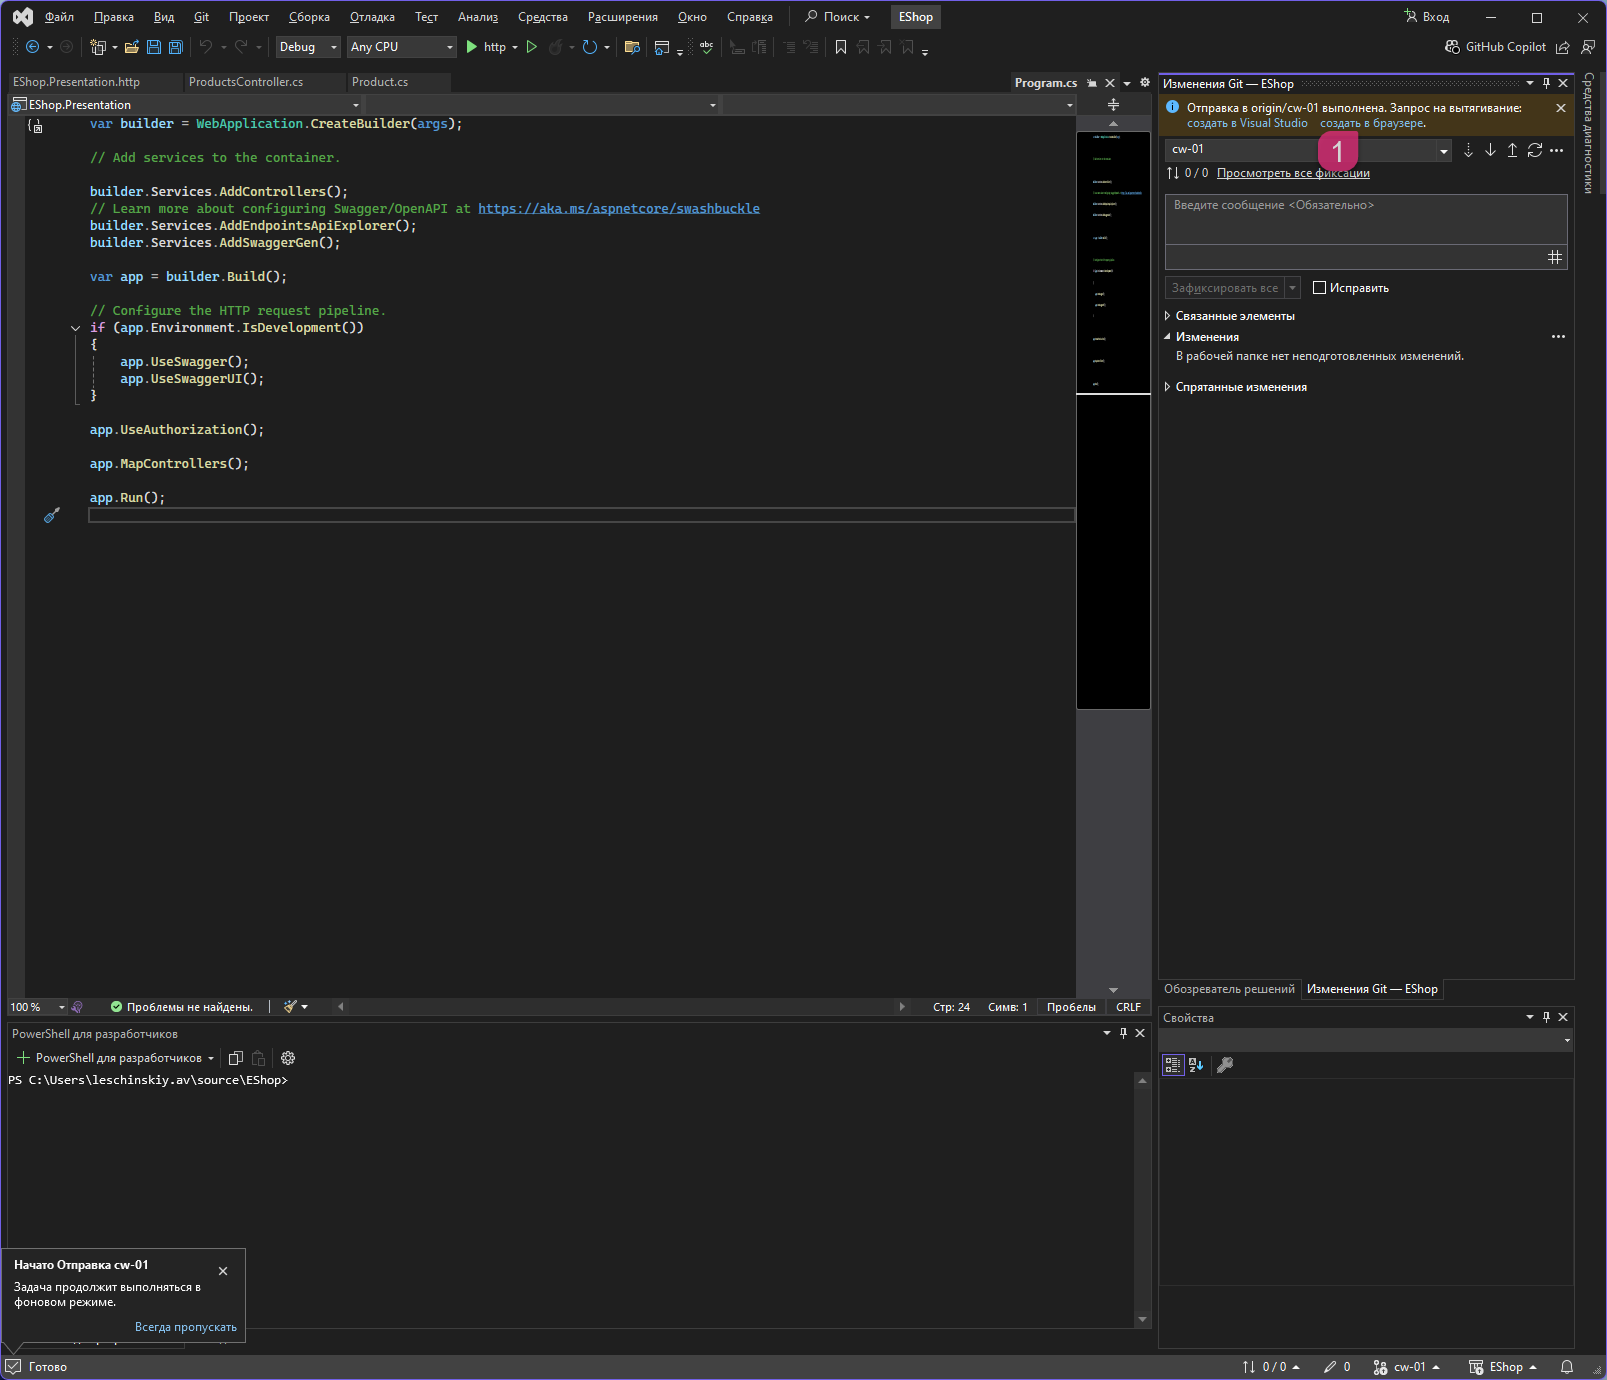 Файл Правка Вид Git Проект Сборка Отладка Тест Анализ Средства Расширения Окно Справка Поиск EShop Вход
Debug Any CPU http abc GitHub Copilot
EShop.Presentation.http ProductsController.cs Product.cs Program.cs
EShop.Presentation
var builder = WebApplication.CreateBuilder(args);
// Add services to the container.
builder.Services.AddControllers();
// Learn more about configuring Swagger/OpenAPI at https://aka.ms/aspnetcore/swashbuckle
builder.Services.AddEndpointsApiExplorer();
builder.Services.AddSwaggerGen();
var app = builder.Build();
// Configure the HTTP request pipeline.
if (app.Environment.IsDevelopment())
{
app.UseSwagger();
app.UseSwaggerUI();
}
app.UseAuthorization();
app.MapControllers();
app.Run();
100 % Проблемы не найдены. Стр: 24 Симв: 1 Пробелы CRLF
Изменения Git — EShop
Отправка в origin/cw-01 выполнена. Запрос на вытягивание:
создать в Visual Studio создать в браузере.
cw-01
1
0 / 0 Просмотреть все фиксации
Введите сообщение <Обязательно>
Зафиксировать все Исправить
Связанные элементы
Изменения
В рабочей папке нет неподготовленных изменений.
Спрятанные изменения
Средства диагностики
Обозреватель решений Изменения Git — EShop
Свойства
PowerShell для разработчиков
PowerShell для разработчиков
PS C:\Users\leschinskiy.av\source\EShop>
Начато Отправка cw-01
Задача продолжит выполняться в
фоновом режиме.
Всегда пропускать
Готово 0 / 0 0 cw-01 EShop